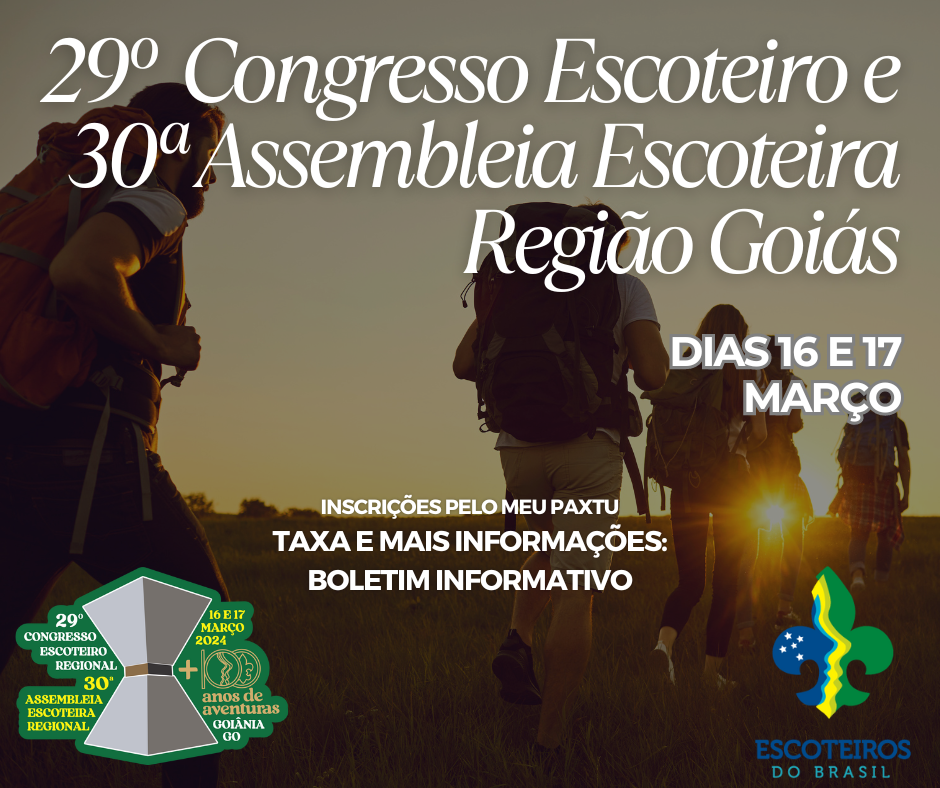 29º Congresso Escoteiro e
30ª Assembleia Escoteira
Região Goiás
DIAS 16 E 17
MARÇO
INSCRIÇÕES PELO MEU PAXTU
TAXA E MAIS INFORMAÇÕES:
BOLETIM INFORMATIVO
29º
CONGRESSO
ESCOTEIRO
REGIONAL
30ª
ASSEMBLEIA
ESCOTEIRA
REGIONAL
16 E 17
MARÇO
2024
+100
anos de
aventuras
GOIÂNIA
GO
ESCOTEIROS
DO BRASIL